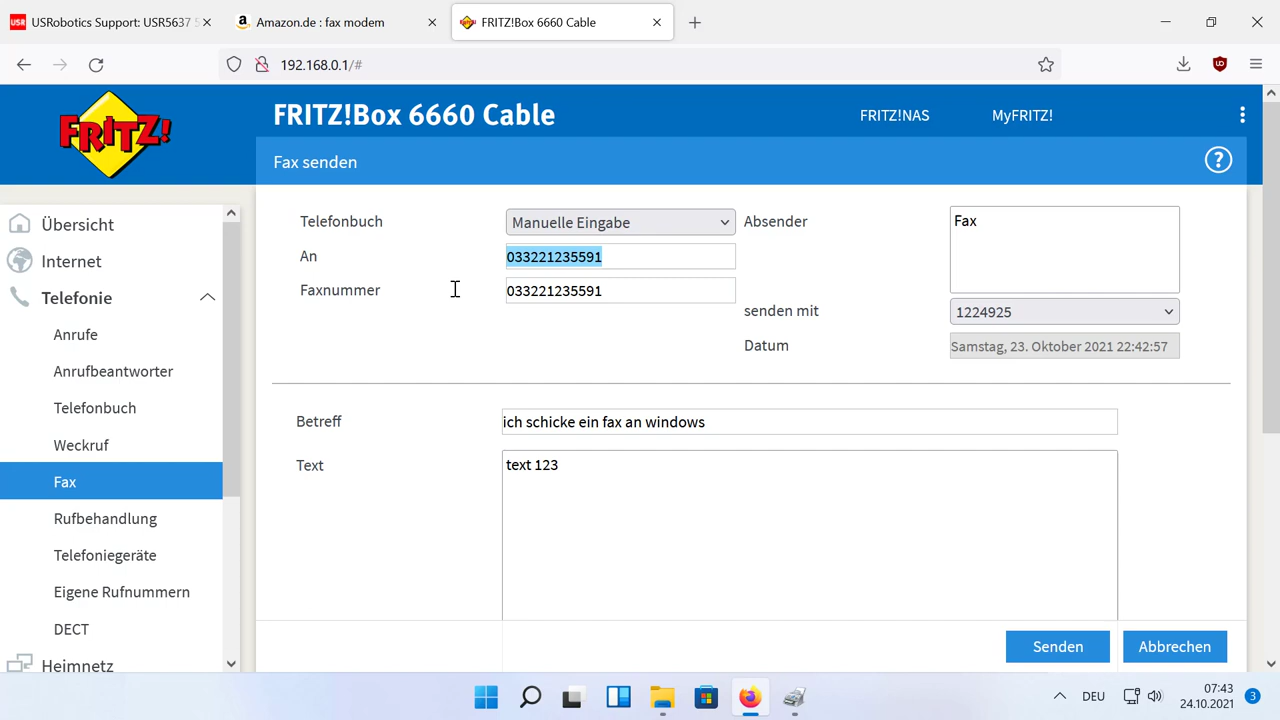 USRobotics Support: USR5637 5
Amazon.de : fax modem
FRITZ!Box 6660 Cable
192.168.0.1/#
FRITZ!
FRITZ!Box 6660 Cable
FRITZ!NAS
MyFRITZ!
Fax senden
?
Übersicht
Internet
Telefonie
Anrufe
Anrufbeantworter
Telefonbuch
Weckruf
Fax
Rufbehandlung
Telefoniegeräte
Eigene Rufnummern
DECT
Heimnetz
Telefonbuch
Manuelle Eingabe
An
033221235591
Faxnummer
033221235591
Absender
Fax
senden mit
1224925
Datum
Samstag, 23. Oktober 2021 22:42:57
Betreff
ich schicke ein fax an windows
Text
text 123
Senden
Abbrechen
DEU
07:43
24.10.2021
3